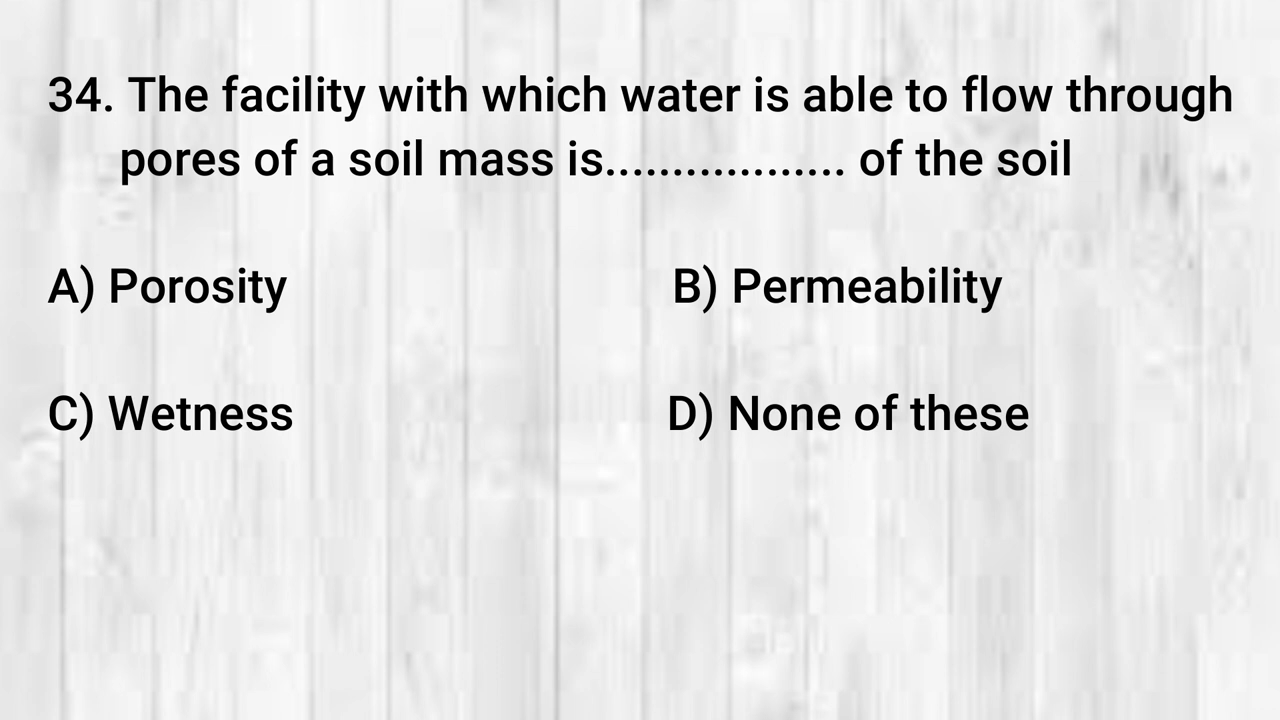 34. The facility with which water is able to flow through
pores of a soil mass is.................. of the soil
A) Porosity B) Permeability
C) Wetness D) None of these